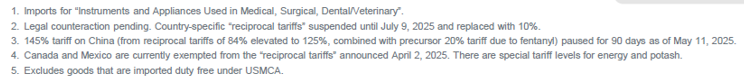 1. Imports for “Instruments and Appliances Used in Medical, Surgical, Dental/Veterinary”.
2. Legal counteraction pending. Country-specific “reciprocal tariffs” suspended until July 9, 2025 and replaced with 10%.
3. 145% tariff on China (from reciprocal tariffs of 84% elevated to 125%, combined with precursor 20% tariff due to fentanyl) paused for 90 days as of May 11, 2025.
4. Canada and Mexico are currently exempted from the “reciprocal tariffs” announced April 2, 2025. There are special tariff levels for energy and potash.
5. Excludes goods that are imported duty free under USMCA.